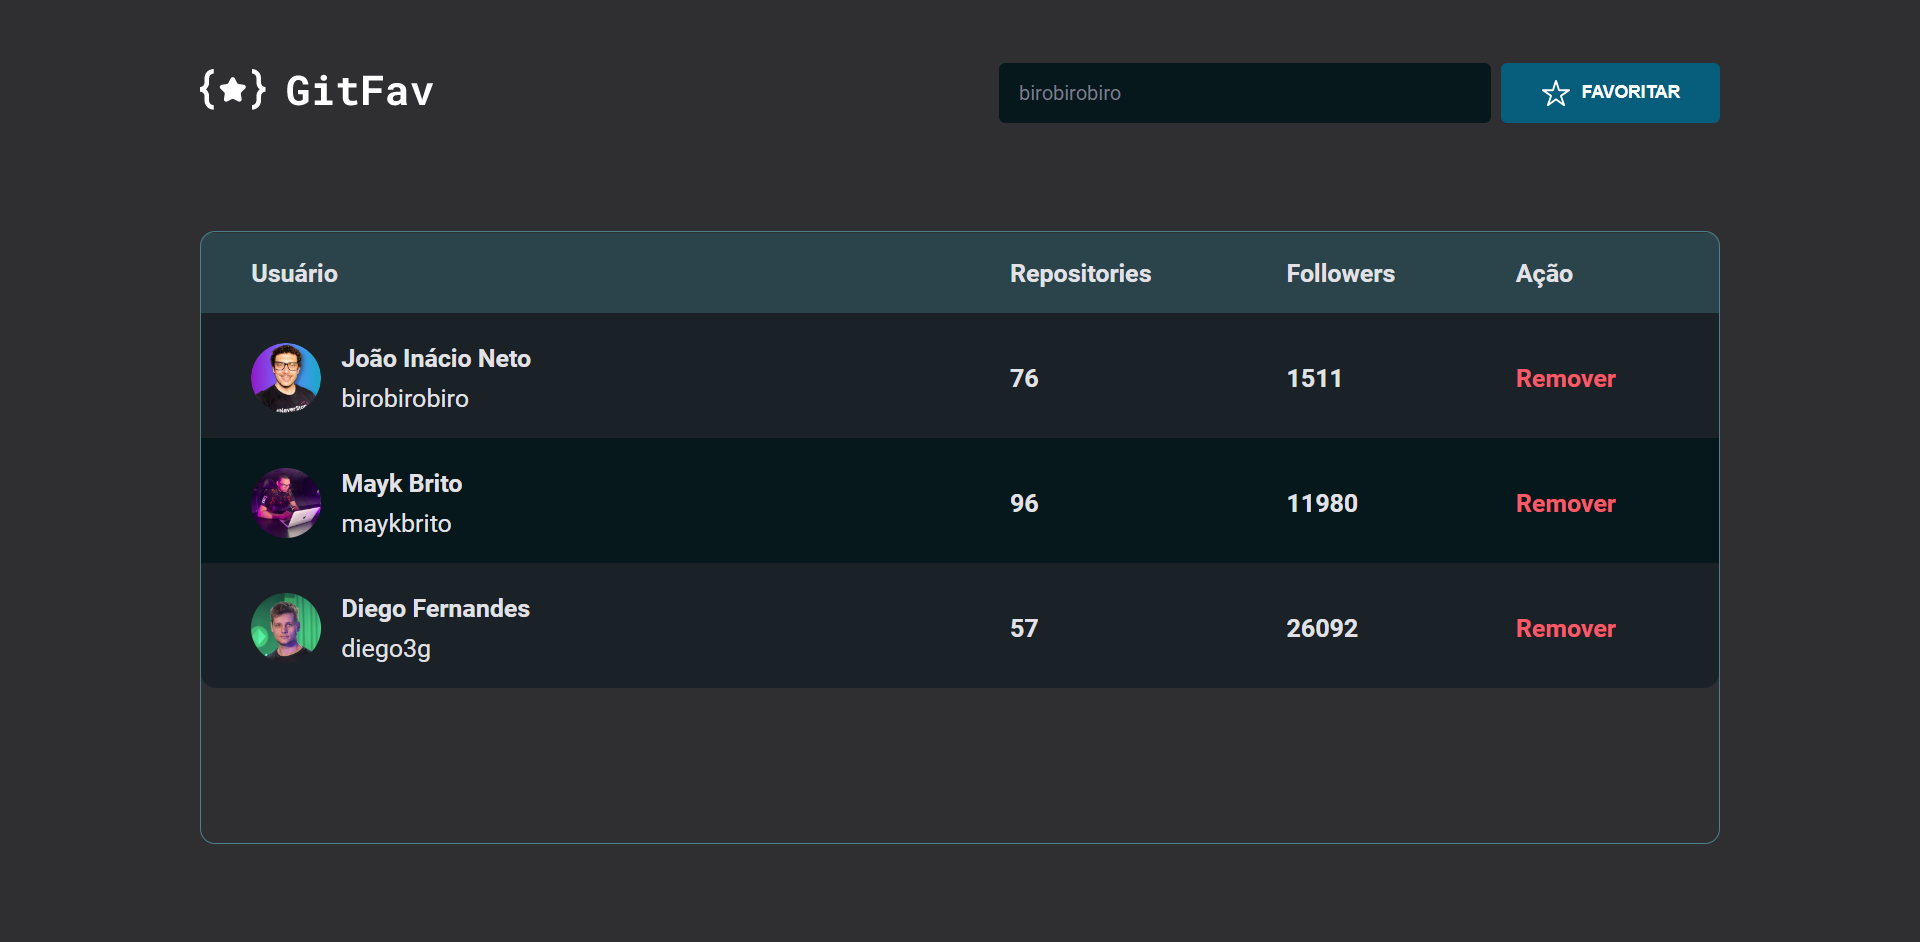 {★} GitFav
birobirobiro
FAVORITAR
Usuário Repositories Followers Ação
João Inácio Neto
birobirobiro
76 1511 Remover
Mayk Brito
maykbrito
96 11980 Remover
Diego Fernandes
diego3g
57 26092 Remover